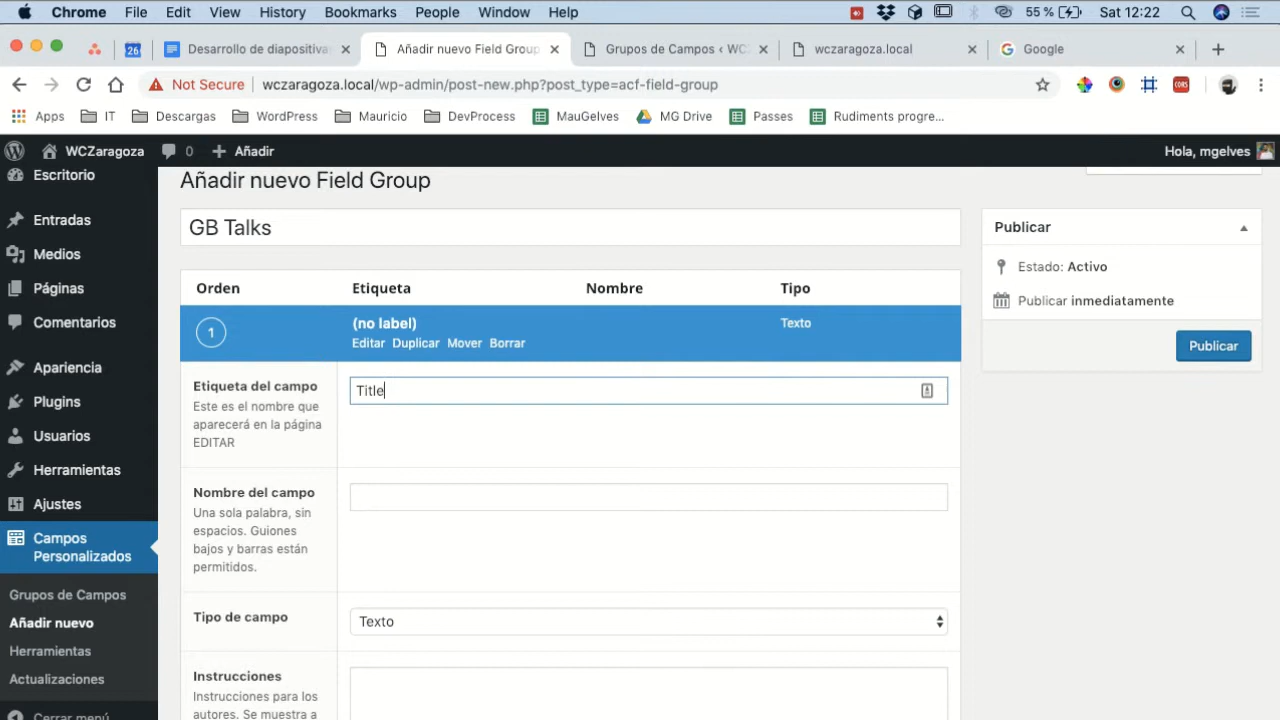 Chrome File Edit View History Bookmarks People Window Help 55 % Sat 12:22
26 Desarrollo de diapositiva Añadir nuevo Field Group Grupos de Campos ‹ WCZ wczaragoza.local Google
Not Secure wczaragoza.local/wp-admin/post-new.php?post_type=acf-field-group
Apps IT Descargas WordPress Mauricio DevProcess MauGelves MG Drive Passes Rudiments progre... CORS
WCZaragoza 0 Añadir Hola, mgelves
Escritorio
Entradas
Medios
Páginas
Comentarios
Apariencia
Plugins
Usuarios
Herramientas
Ajustes
Campos
Personalizados
Grupos de Campos
Añadir nuevo
Herramientas
Actualizaciones
Cerrar menú
Añadir nuevo Field Group
GB Talks
Orden Etiqueta Nombre Tipo
1 (no label) Texto
Editar Duplicar Mover Borrar
Etiqueta del campo
Este es el nombre que
aparecerá en la página
EDITAR
Title
Nombre del campo
Una sola palabra, sin
espacios. Guiones
bajos y barras están
permitidos.
Tipo de campo
Texto
Instrucciones
Instrucciones para los
autores. Se muestra a
Publicar
Estado: Activo
Publicar inmediatamente
Publicar